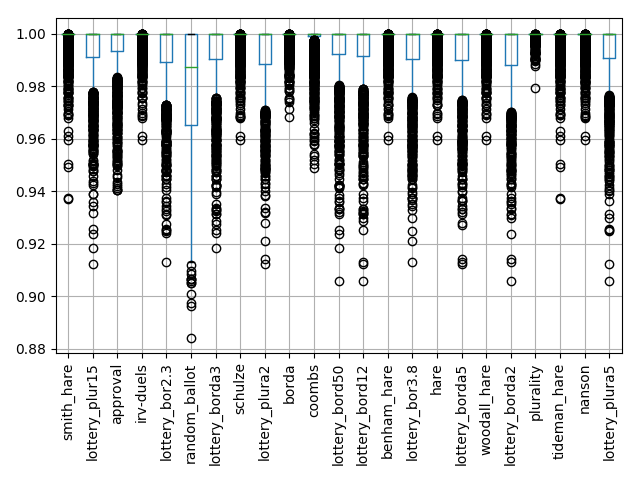 1.00
0.98
0.96
0.94
0.92
0.90
0.88
smith_hare
lottery_plur15
approval
irv-duels
lottery_bor2.3
random_ballot
lottery_borda3
schulze
lottery_plura2
borda
coombs
lottery_bord50
lottery_bord12
benham_hare
lottery_bor3.8
hare
lottery_borda5
woodall_hare
lottery_borda2
plurality
tideman_hare
nanson
lottery_plura5